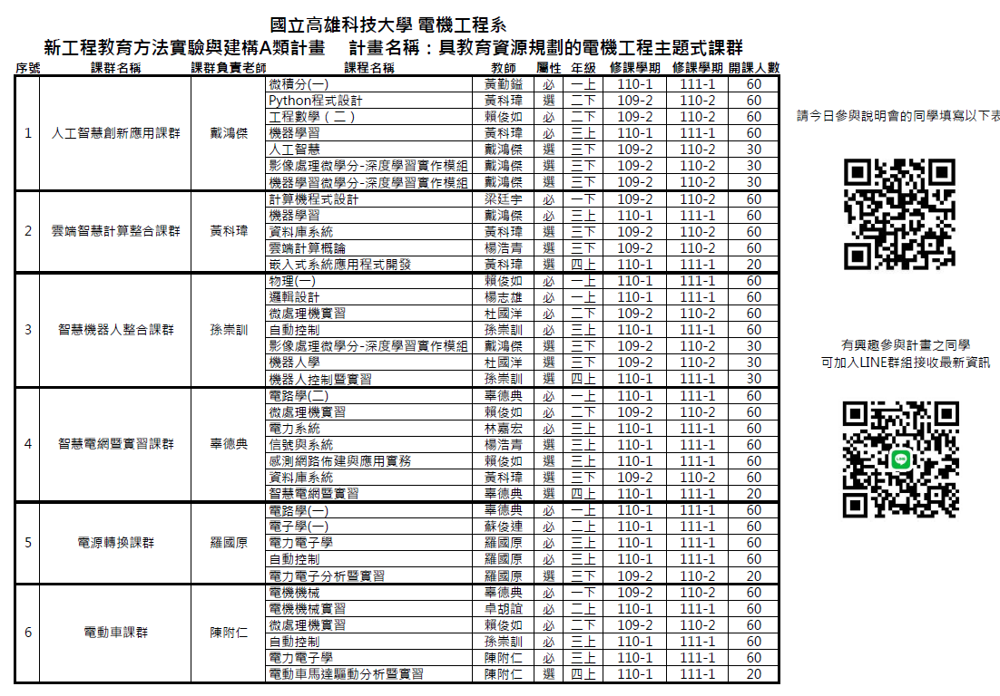 國立高雄科技大學 電機工程系
新工程教育方法實驗與建構A類計畫 計畫名稱：具教育資源規劃的電機工程主題式課群
序號 課群名稱 課群負責老師 課程名稱 教師 屬性 年級 修課學期 修課學期 開課人數
1 人工智慧創新應用課群 戴鴻傑
微積分(一) 黃勤鎰 必 一上 110-1 111-1 60
Python程式設計 黃科瑋 選 二下 109-2 110-2 60
工程數學（二） 賴俊如 必 二下 109-2 110-2 60
機器學習 黃科瑋 必 三上 110-1 111-1 60
人工智慧 戴鴻傑 選 三下 109-2 110-2 30
影像處理微學分-深度學習實作模組 戴鴻傑 選 三下 109-2 110-2 30
機器學習微學分-深度學習實作模組 戴鴻傑 選 三下 109-2 110-2 30
2 雲端智慧計算整合課群 黃科瑋
計算機程式設計 梁廷宇 必 一下 109-2 110-2 60
機器學習 戴鴻傑 必 三上 110-1 111-1 60
資料庫系統 黃科瑋 選 三下 109-2 110-2 60
雲端計算概論 楊浩青 選 三下 109-2 110-2 60
嵌入式系統應用程式開發 黃科瑋 選 四上 110-1 111-1 20
3 智慧機器人整合課群 孫崇訓
物理(一) 賴俊如 必 一上 110-1 111-1 60
邏輯設計 楊志雄 必 一上 110-1 111-1 60
微處理機實習 杜國洋 必 二下 109-2 110-2 60
自動控制 孫崇訓 必 三上 110-1 111-1 60
影像處理微學分-深度學習實作模組 戴鴻傑 選 三下 109-2 110-2 30
機器人學 杜國洋 選 三下 109-2 110-2 30
機器人控制暨實習 孫崇訓 選 四上 110-1 111-1 30
4 智慧電網暨實習課群 辜德典
電路學(二) 辜德典 必 一上 110-1 111-1 60
微處理機實習 賴俊如 必 二下 109-2 110-2 60
電力系統 林嘉宏 必 三上 110-1 111-1 60
信號與系統 楊浩青 選 三上 110-1 111-1 60
感測網路佈建與應用實務 賴俊如 選 三上 110-1 111-1 60
資料庫系統 黃科瑋 選 三下 109-2 110-2 60
智慧電網暨實習 辜德典 選 四上 110-1 111-1 20
5 電源轉換課群 羅國原
電路學(一) 辜德典 必 一上 110-1 111-1 60
電子學(一) 蘇俊連 必 二上 110-1 111-1 60
電力電子學 羅國原 必 三上 110-1 111-1 60
自動控制 羅國原 必 三上 110-1 111-1 60
電力電子分析暨實習 羅國原 選 三下 109-2 110-2 20
6 電動車課群 陳附仁
電機機械 辜德典 必 一下 109-2 110-2 60
電機機械實習 卓胡誼 必 二上 110-1 111-1 60
微處理機實習 賴俊如 必 二下 109-2 110-2 60
自動控制 孫崇訓 必 三上 110-1 111-1 60
電力電子學 陳附仁 必 三上 110-1 111-1 60
電動車馬達驅動分析暨實習 陳附仁 選 四上 110-1 111-1 20
請今日參與說明會的同學填寫以下表
有興趣參與計畫之同學
可加入LINE群組接收最新資訊
LINE